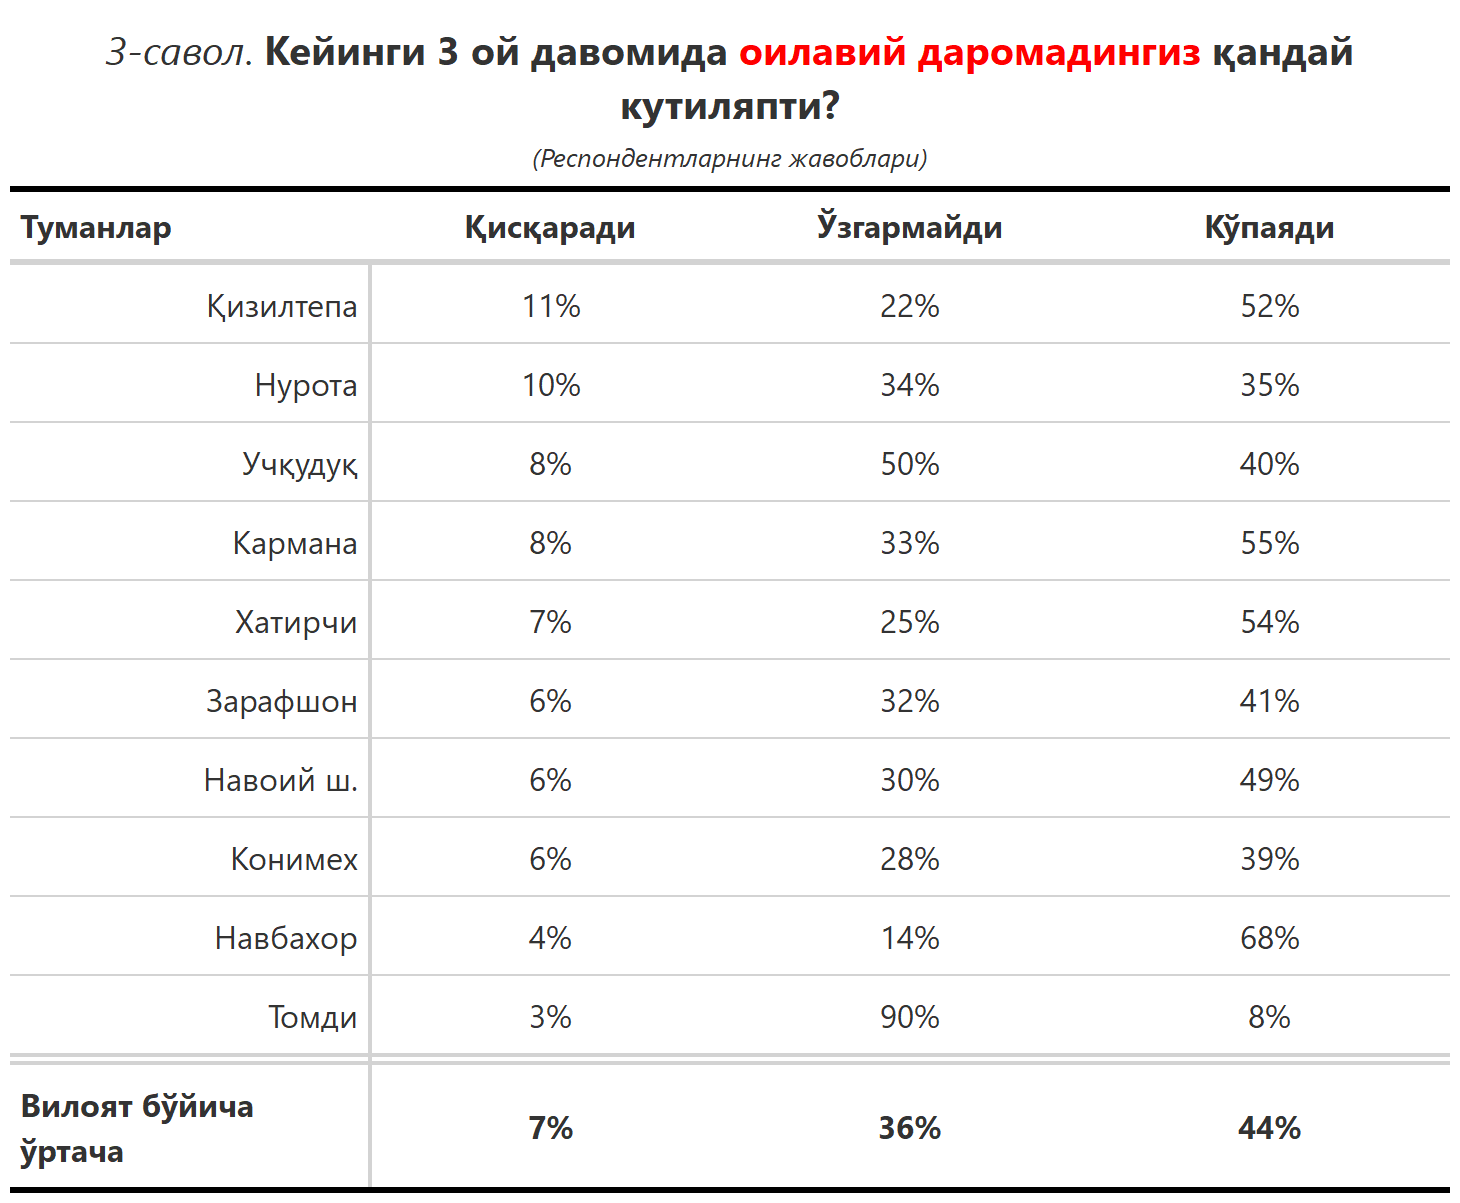 3-савол. Кейинги 3 ой давомида оилавий даромадингиз қандай
кутиляпти?
(Респондентларнинг жавоблари)
Туманлар Қисқаради Ўзгармайди Кўпаяди
Қизилтепа 11% 22% 52%
Нурота 10% 34% 35%
Учқудуқ 8% 50% 40%
Кармана 8% 33% 55%
Хатирчи 7% 25% 54%
Зарафшон 6% 32% 41%
Навоий ш. 6% 30% 49%
Конимех 6% 28% 39%
Навбахор 4% 14% 68%
Томди 3% 90% 8%
Вилоят бўйича
ўртача 7% 36% 44%